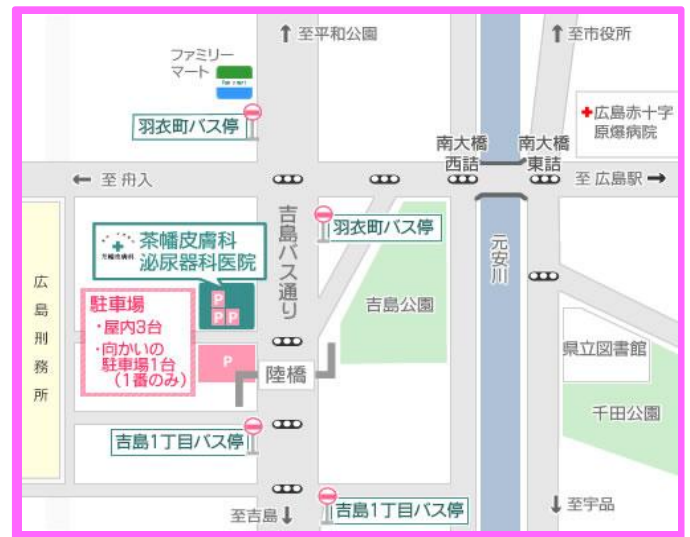 至平和公園
至市役所
ファミリー
マート
羽衣町バス停
広島赤十字
原爆病院
南大橋
西詰
南大橋
東詰
至舟入
至広島駅
吉島バス通り
羽衣町バス停
茶幡皮膚科
泌尿器科医院
元安川
広島刑務所
駐車場
・屋内3台
・向かいの
駐車場1台
(1番のみ)
P
P
P
P
吉島公園
陸橋
県立図書館
千田公園
吉島1丁目バス停
至吉島
吉島1丁目バス停
至宇品